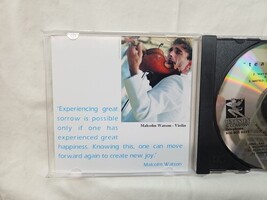 Malcolm Watson - Violin
"Experiencing great
sorrow is possible
only if one has
experienced great
happiness. Knowing this, one can move
forward again to create new joy."
Malcolm Watson